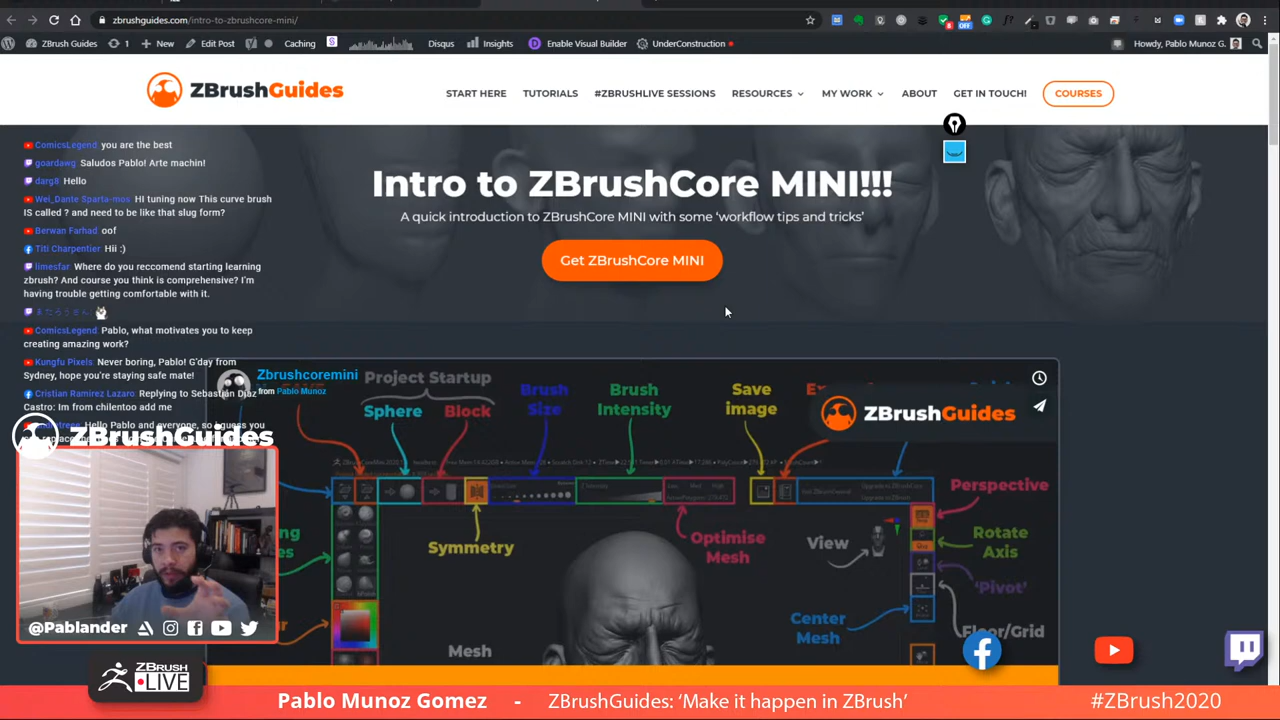 zbrushguides.com/intro-to-zbrushcore-mini/
ZBrush Guides 1 New Edit Post Caching Disqus Insights Enable Visual Builder UnderConstruction Howdy, Pablo Munoz G.
ZBrushGuides
START HERE TUTORIALS #ZBRUSHLIVE SESSIONS RESOURCES MY WORK ABOUT GET IN TOUCH! COURSES
Intro to ZBrushCore MINI!!!
A quick introduction to ZBrushCore MINI with some ‘workflow tips and tricks’
Get ZBrushCore MINI
ComicsLegend you are the best
goardawg Saludos Pablo! Arte machin!
darg8 Hello
Wei_Dante Sparta-mos HI tuning now This curve brush
IS called ? and need to be like that slug form?
Berwan Farhad oof
Titi Charpentier Hii :)
limesfar Where do you reccomend starting learning
zbrush? And course you think is comprehensive? I'm
having trouble getting comfortable with it.
ComicsLegend Pablo, what motivates you to keep
creating amazing work?
Kungfu Pixels Never boring, Pablo! G'day from
Sydney, hope you're staying safe mate!
Cristian Ramirez Lazaro Replying to Sebastian Diaz
Castro: Im from chilentoo add me
Hello Pablo and everyone, so i guess you
ZBrushGuides
Zbrushcoremini
from Pablo Munoz
Project Startup
Sphere
Block
Brush
Size
Brush
Intensity
Save
image
ZBrushGuides
Symmetry
Optimise
Mesh
View
Perspective
Rotate
Axis
‘Pivot’
Center
Mesh
Floor/Grid
Mesh
@Pablander
ZBRUSH
LIVE
Pablo Munoz Gomez - ZBrushGuides: ‘Make it happen in ZBrush’ #ZBrush2020